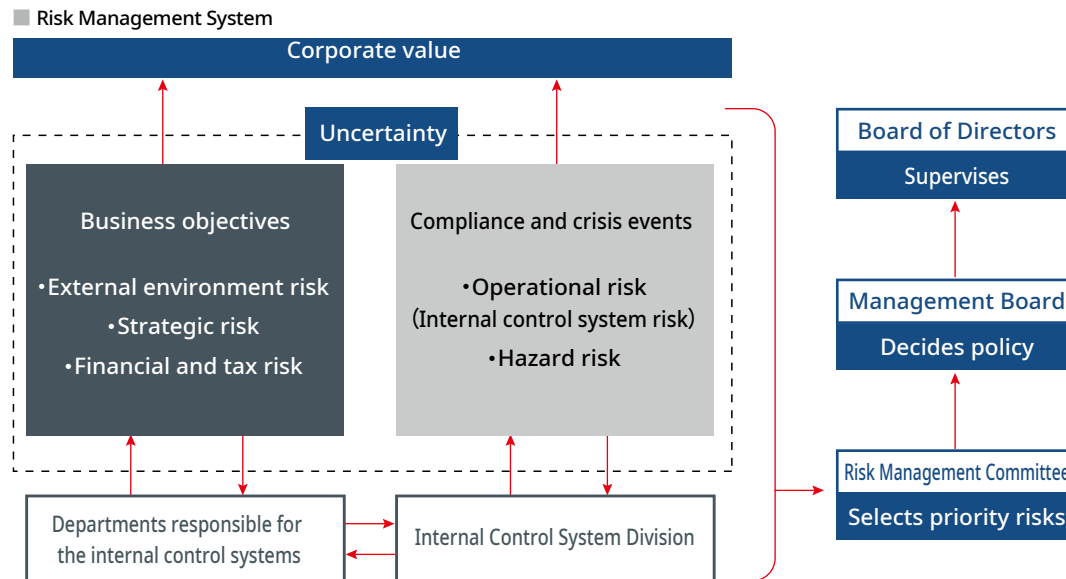 Risk Management System
Corporate value
Uncertainty
Business objectives
•External environment risk
•Strategic risk
•Financial and tax risk
Compliance and crisis events
•Operational risk
(Internal control system risk)
•Hazard risk
Departments responsible for
the internal control systems
Internal Control System Division
Board of Directors
Supervises
Management Board
Decides policy
Risk Management Committee
Selects priority risks